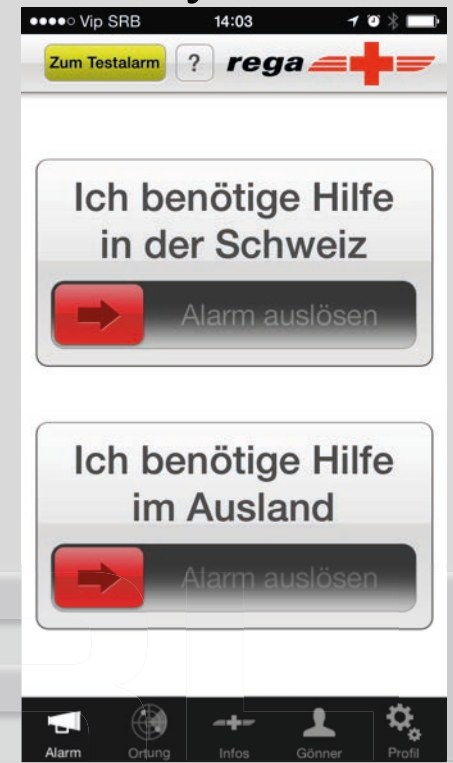 Vip SRB 14:03
Zum Testalarm ? rega
Ich benötige Hilfe
in der Schweiz
Alarm auslösen
Ich benötige Hilfe
im Ausland
Alarm auslösen
Alarm Ortung Infos Gönner Profil